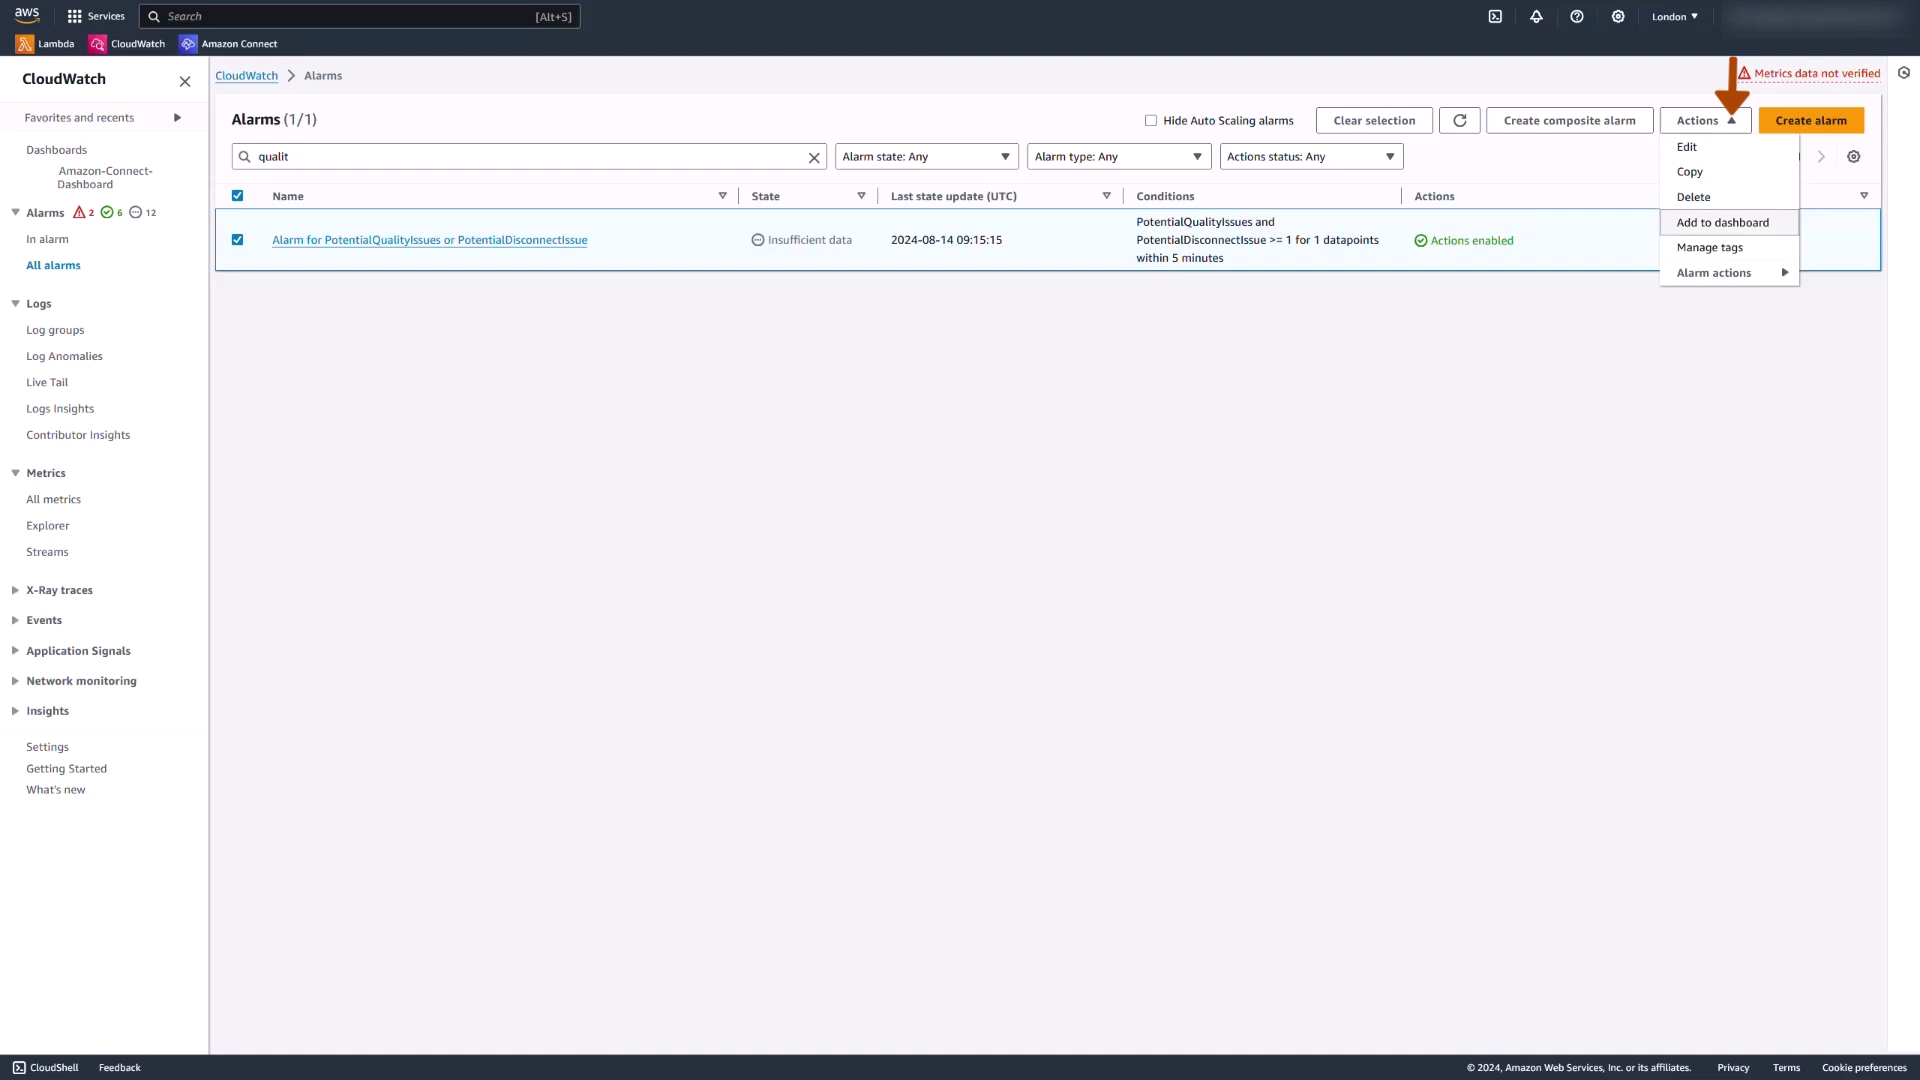 aws
Services
Search
[Alt+S]
London
Lambda
CloudWatch
Amazon Connect
CloudWatch
Favorites and recents
Dashboards
Amazon-Connect-
Dashboard
Alarms 2 6 12
In alarm
All alarms
Logs
Log groups
Log Anomalies
Live Tail
Logs Insights
Contributor Insights
Metrics
All metrics
Explorer
Streams
X-Ray traces
Events
Application Signals
Network monitoring
Insights
Settings
Getting Started
What's new
CloudWatch Alarms
Metrics data not verified
Alarms (1/1)
Hide Auto Scaling alarms
Clear selection
Create composite alarm
Actions
Create alarm
qualit
Alarm state: Any
Alarm type: Any
Actions status: Any
Edit
Copy
Delete
Add to dashboard
Manage tags
Alarm actions
Name
State
Last state update (UTC)
Conditions
Actions
Alarm for PotentialQualityIssues or PotentialDisconnectIssue
Insufficient data
2024-08-14 09:15:15
PotentialQualityIssues and
PotentialDisconnectIssue >= 1 for 1 datapoints
within 5 minutes
Actions enabled
CloudShell
Feedback
© 2024, Amazon Web Services, Inc. or its affiliates.
Privacy
Terms
Cookie preferences